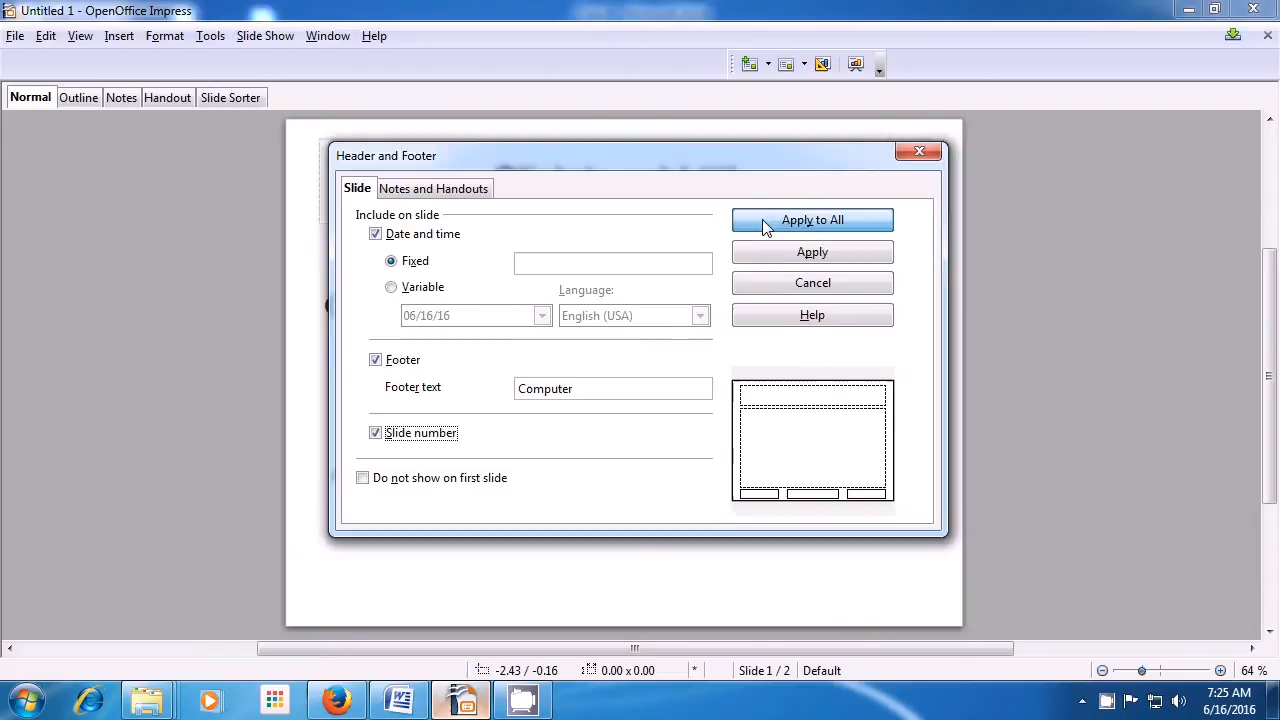 Untitled 1 - OpenOffice Impress
File Edit View Insert Format Tools Slide Show Window Help
Normal Outline Notes Handout Slide Sorter
Header and Footer
Slide Notes and Handouts
Include on slide
Apply to All
Date and time
Apply
Fixed
Variable
Language:
Cancel
06/16/16
English (USA)
Help
Footer
Footer text
Computer
Slide number
Do not show on first slide
-2.43 / -0.16
0.00 x 0.00
*
Slide 1 / 2
Default
64 %
7:25 AM
6/16/2016